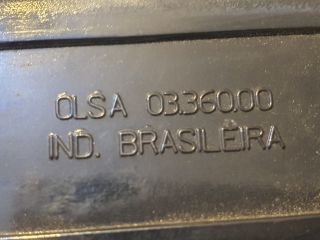 OLSA 03.360.00
IND. BRASILEIRA